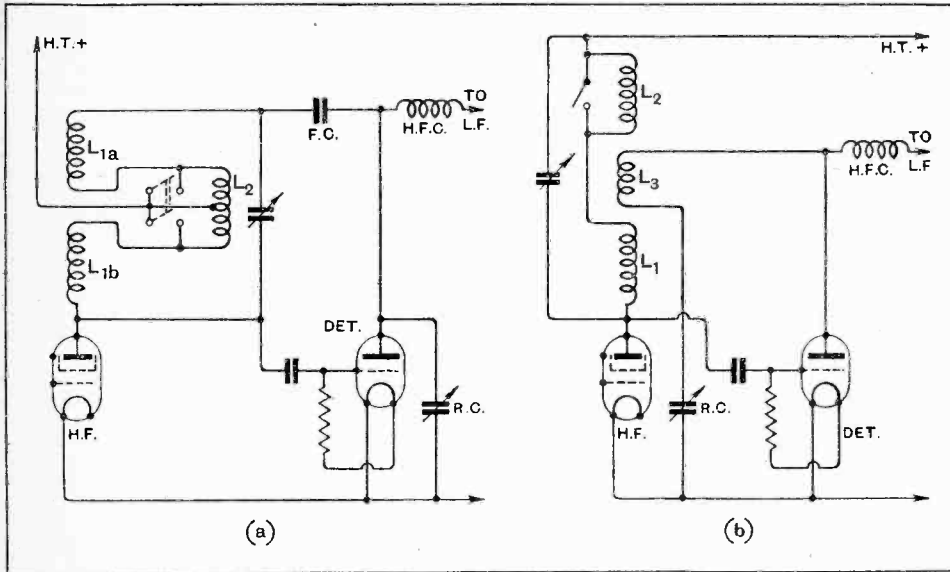 H.T.+
L1a
F.C.
H.F.C.
TO
L.F.
L2
L1b
DET.
R.C.
H.F.
(a)
H.T.+
L2
TO
L.F
H.F.C.
L3
L1
R.C.
H.F.
DET.
(b)